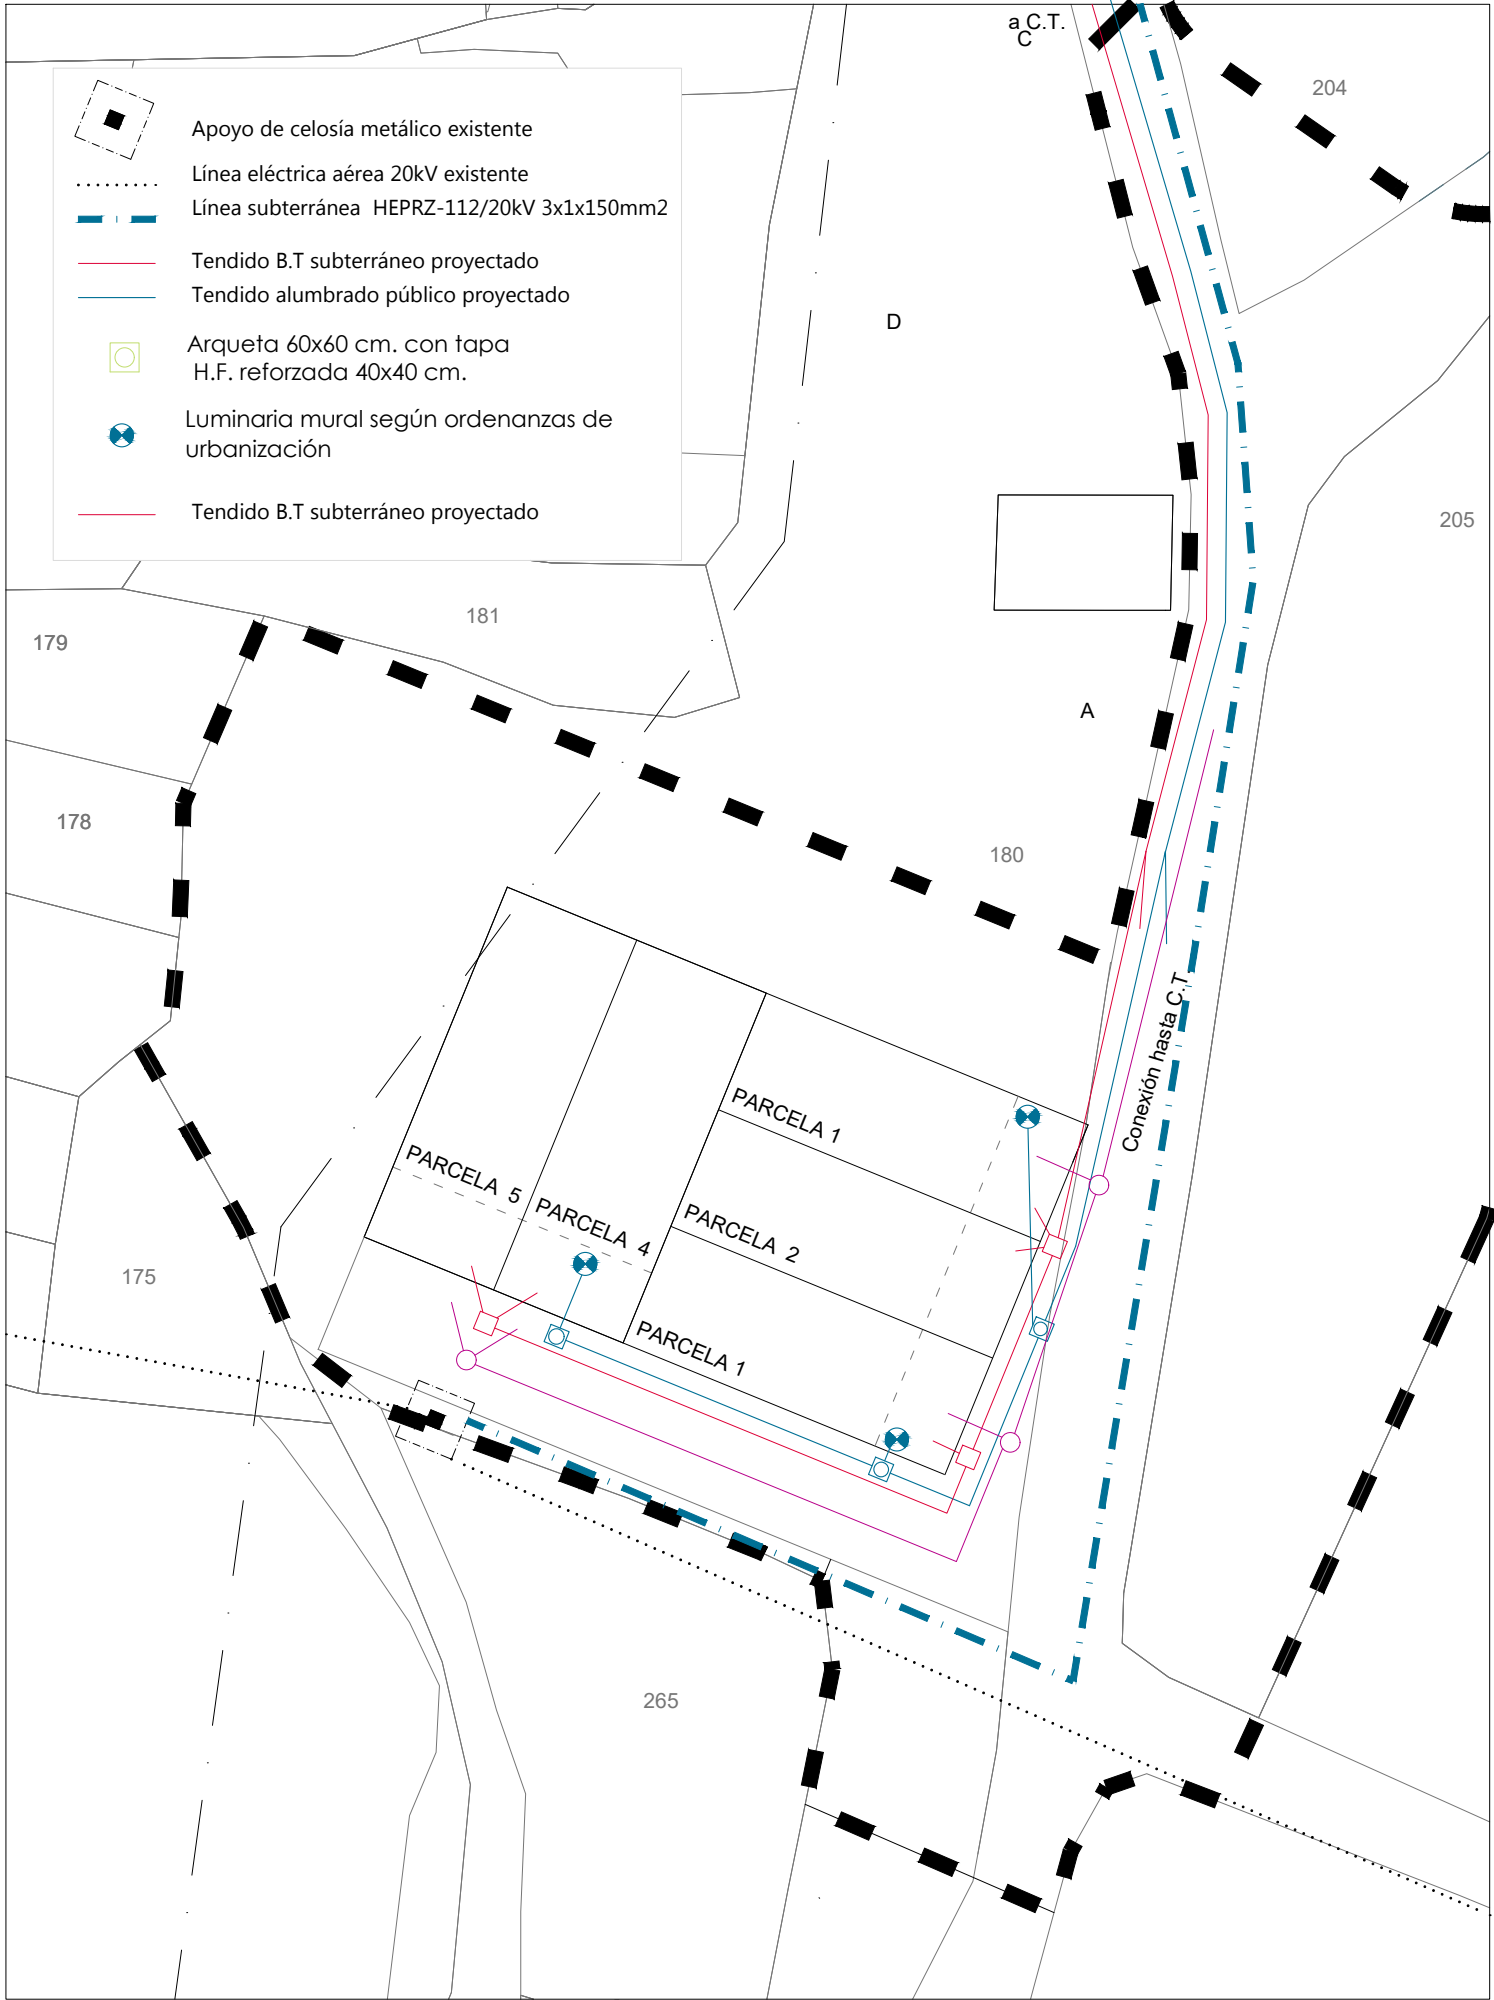 a C.T.
C
204
Apoyo de celosía metálico existente
Línea eléctrica aérea 20kV existente
Línea subterránea HEPRZ-112/20kV 3x1x150mm2
Tendido B.T subterráneo proyectado
Tendido alumbrado público proyectado
Arqueta 60x60 cm. con tapa
H.F. reforzada 40x40 cm.
Luminaria mural según ordenanzas de
urbanización
Tendido B.T subterráneo proyectado
D
205
181
179
A
178
180
Conexión hasta C.T.
PARCELA 1
PARCELA 5
PARCELA 4
PARCELA 2
175
PARCELA 1
265